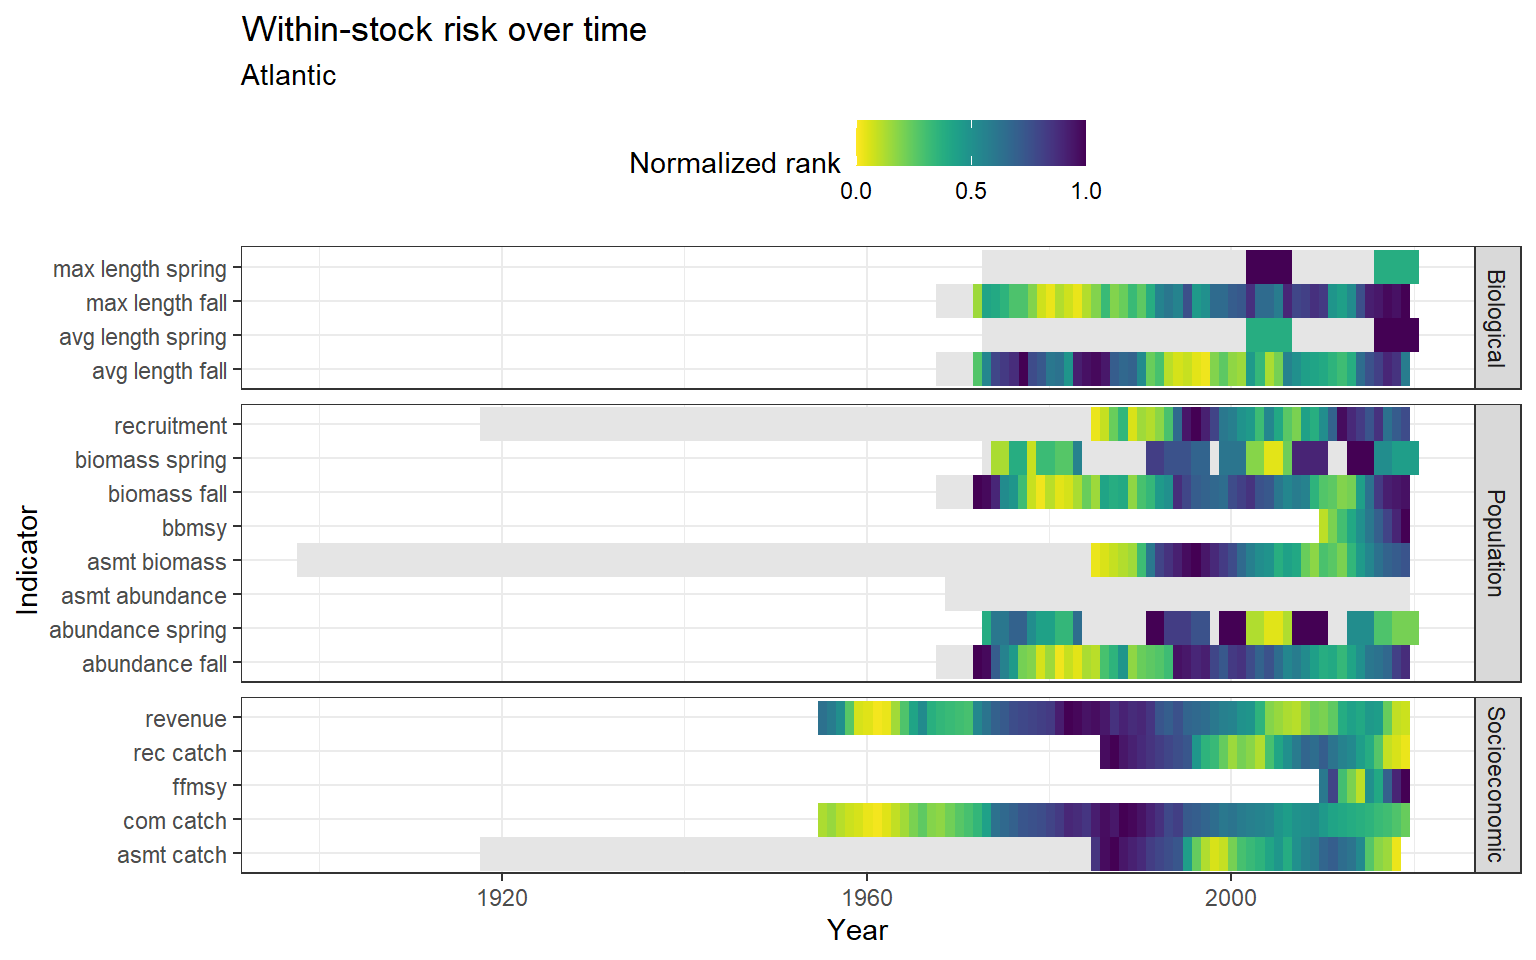 Within-stock risk over time
Atlantic
Normalized rank
0.0 0.5 1.0
Indicator
max length spring
max length fall
avg length spring
avg length fall
Biological
recruitment
biomass spring
biomass fall
bbmsy
asmt biomass
asmt abundance
abundance spring
abundance fall
Population
revenue
rec catch
ffmsy
com catch
asmt catch
Socioeconomic
1920 1960 2000
Year